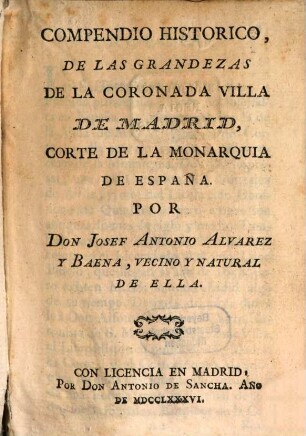 COMPENDIO HISTORICO,
DE LAS GRANDEZAS
DE LA CORONADA VILLA
DE MADRID,
CORTE DE LA MONARQUIA
DE ESPAÑA.
POR
DON JOSEF ANTONIO ALVAREZ
Y BAENA, VECINO Y NATURAL
DE ELLA.
CON LICENCIA EN MADRID,
POR DON ANTONIO DE SANCHA. AÑO
DE MDCCLXXXVI.